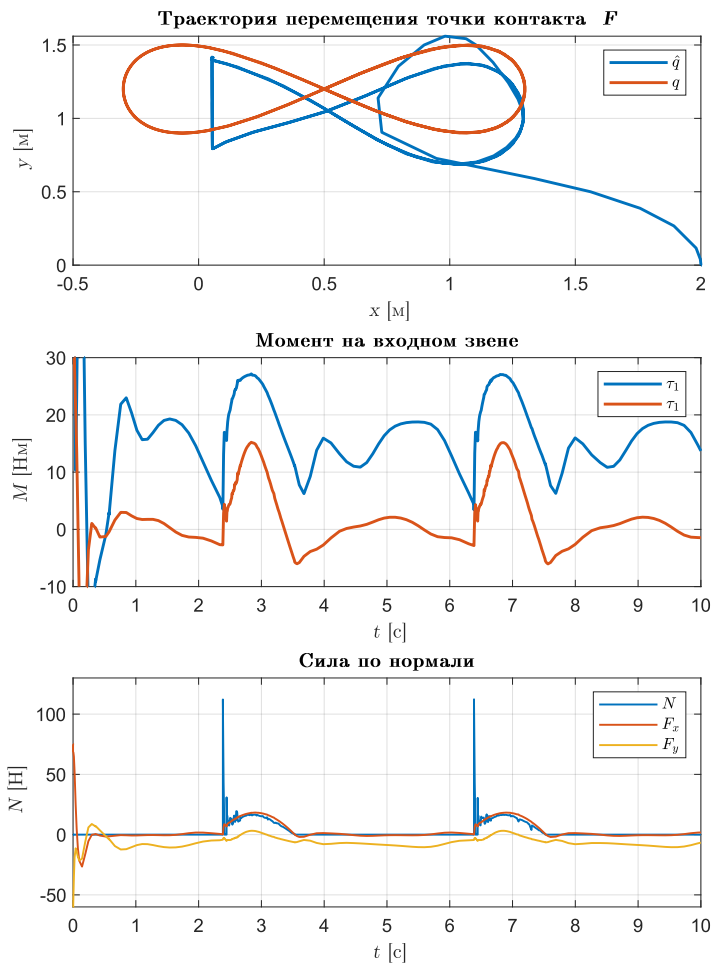 Траектория перемещения точки контакта F
1.5
1
0.5
0
y [м]
q̂
q
-0.5 0 0.5 1 1.5 2
x [м]
Момент на входном звене
30
20
10
0
-10
M [Нм]
τ₁
τ₁
0 1 2 3 4 5 6 7 8 9 10
t [с]
Сила по нормали
100
50
0
-50
N [Н]
N
Fₓ
F_y
0 1 2 3 4 5 6 7 8 9 10
t [с]